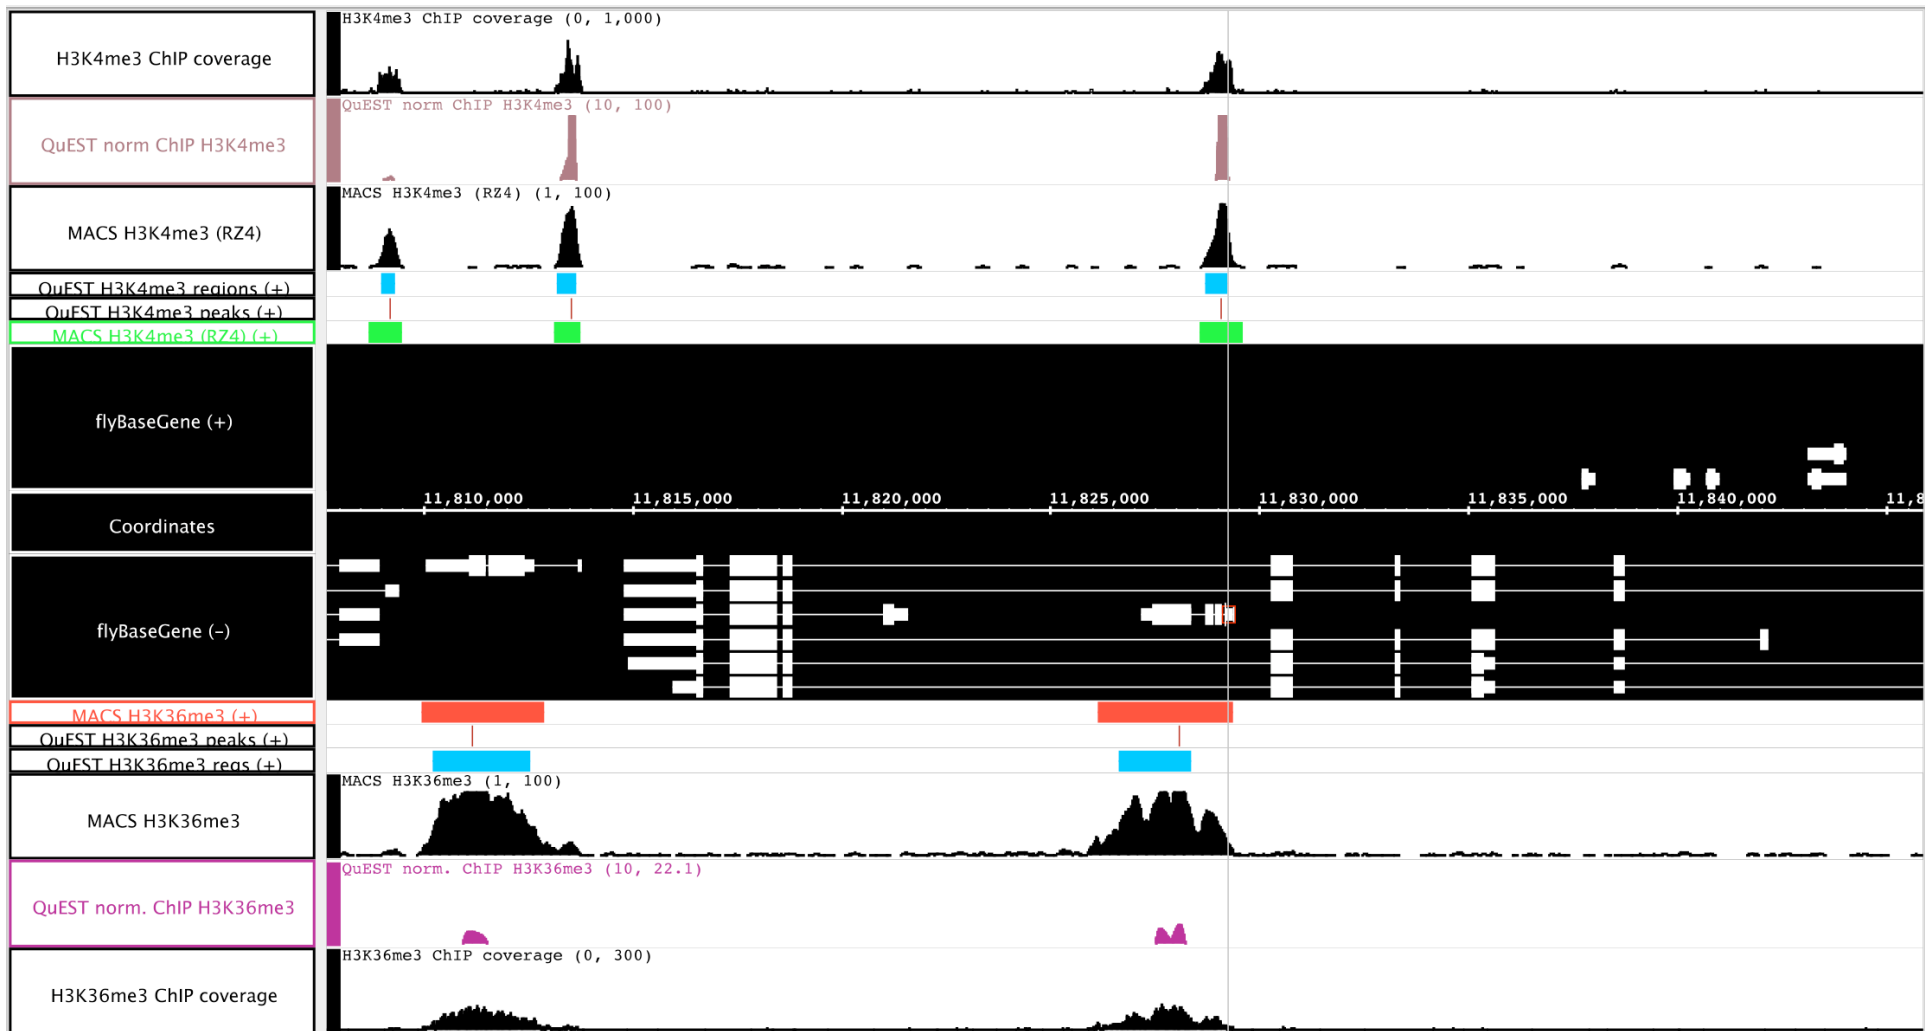 H3K4me3 ChIP coverage
H3K4me3 ChIP coverage (0, 1,000)
QuEST norm ChIP H3K4me3
QuEST norm ChIP H3K4me3 (10, 100)
MACS H3K4me3 (RZ4)
MACS H3K4me3 (RZ4) (1, 100)
QuEST H3K4me3 regions (+)
QuEST H3K4me3 peaks (+)
MACS H3K4me3 (RZ4) (+)
flyBaseGene (+)
Coordinates
11,810,000 11,815,000 11,820,000 11,825,000 11,830,000 11,835,000 11,840,000 11,8
flyBaseGene (-)
MACS H3K36me3 (+)
QuEST H3K36me3 peaks (+)
QuEST H3K36me3 regs (+)
MACS H3K36me3
MACS H3K36me3 (1, 100)
QuEST norm. ChIP H3K36me3
QuEST norm. ChIP H3K36me3 (10, 22.1)
H3K36me3 ChIP coverage
H3K36me3 ChIP coverage (0, 300)